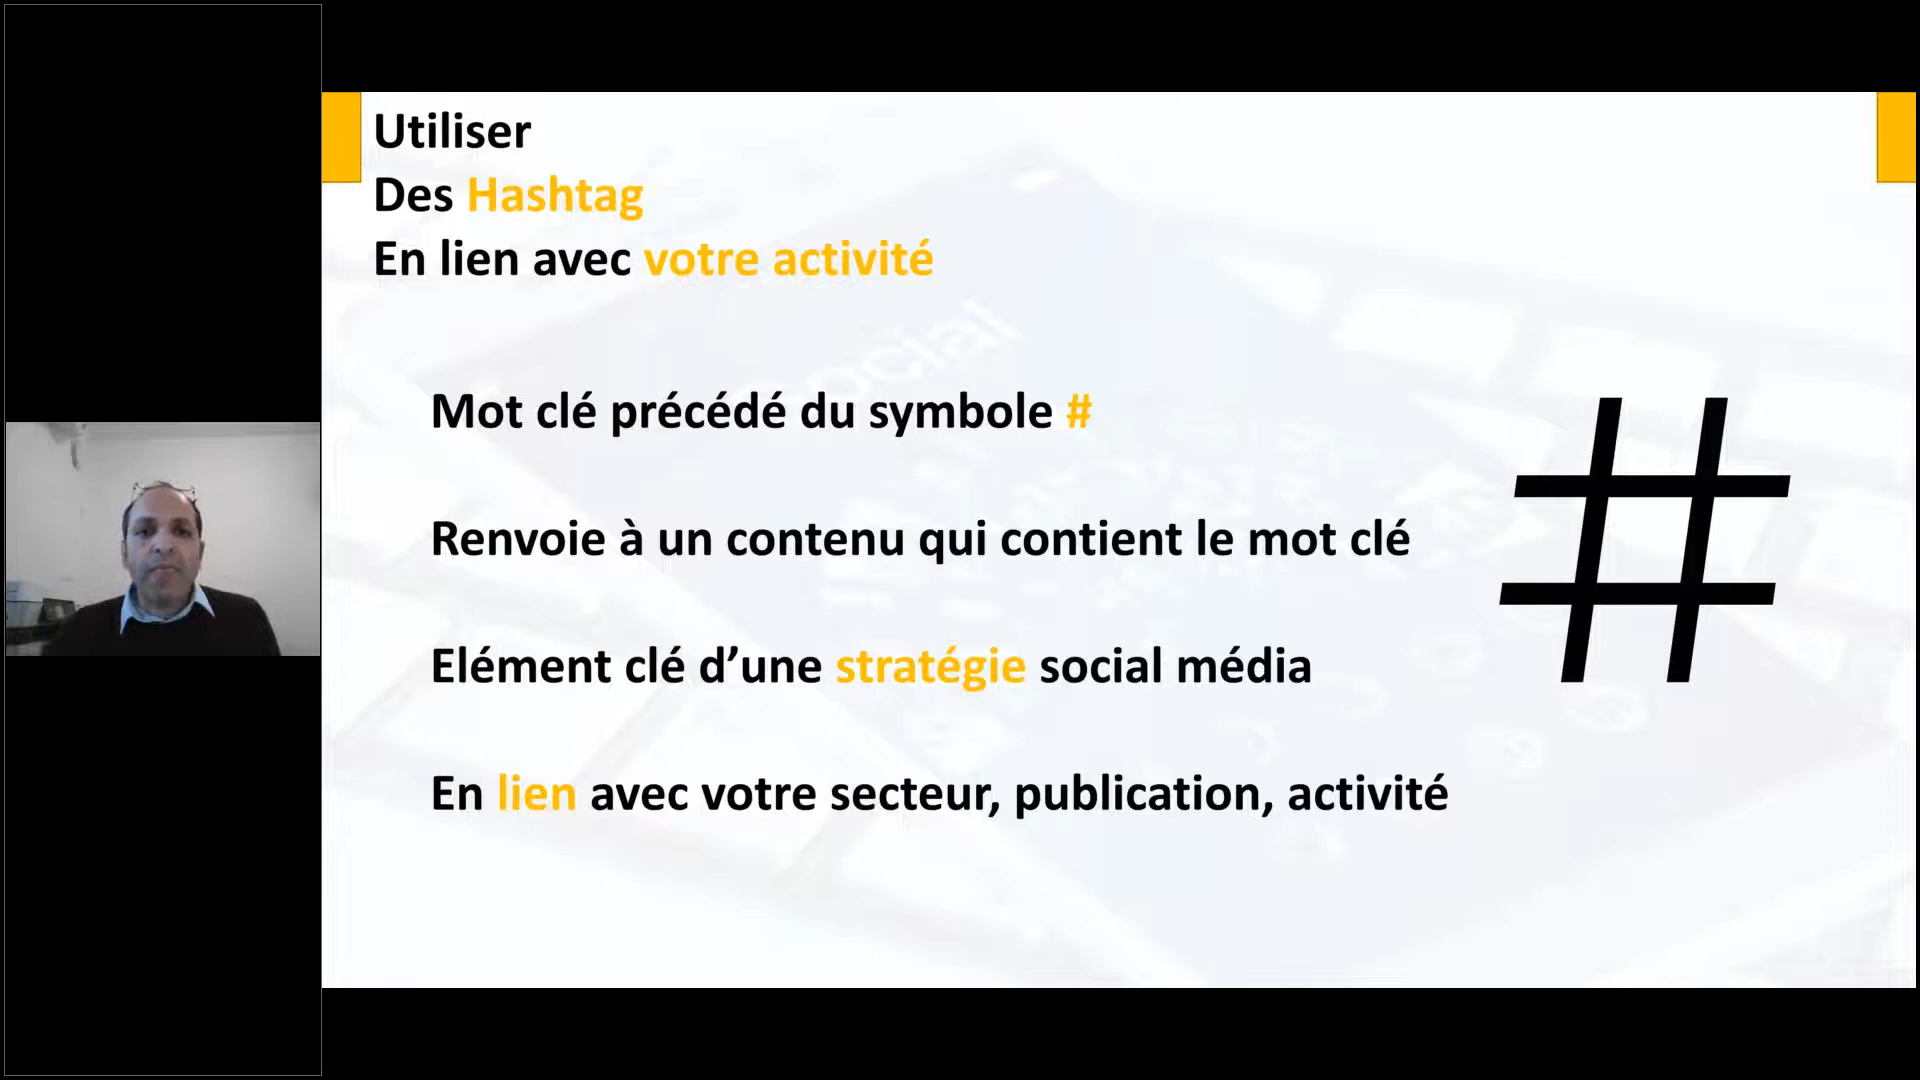 Utiliser
Des Hashtag
En lien avec votre activité
Social
Mot clé précédé du symbole #
Renvoie à un contenu qui contient le mot clé
#
Elément clé d’une stratégie social média
En lien avec votre secteur, publication, activité